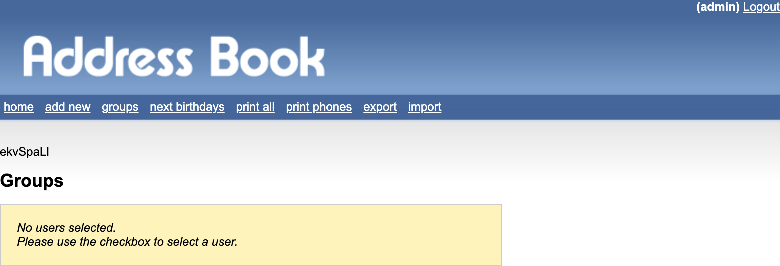 (admin) Logout
Address Book
home add new groups next birthdays print all print phones export import
ekvSpaLl
Groups
No users selected.
Please use the checkbox to select a user.